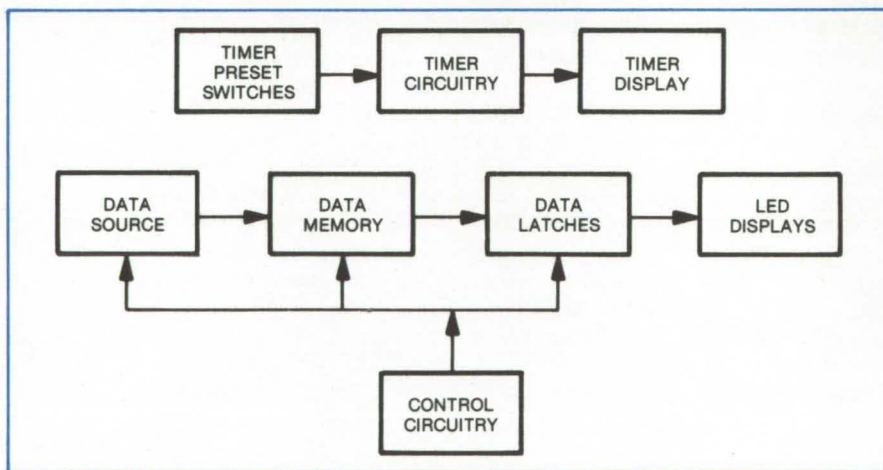 TIMER
PRESET
SWITCHES
TIMER
CIRCUITRY
TIMER
DISPLAY
DATA
SOURCE
DATA
MEMORY
DATA
LATCHES
LED
DISPLAYS
CONTROL
CIRCUITRY